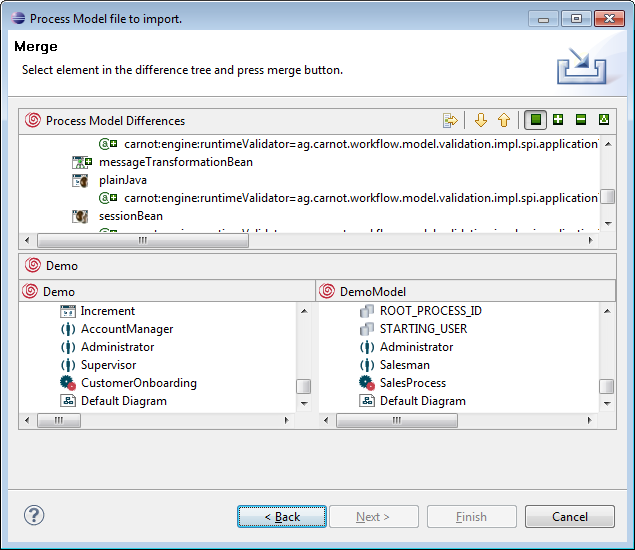 Process Model file to import.
Merge
Select element in the difference tree and press merge button.
Process Model Differences
carnot:engine:runtimeValidator=ag.carnot.workflow.model.validation.impl.spi.application
messageTransformationBean
plainJava
carnot:engine:runtimeValidator=ag.carnot.workflow.model.validation.impl.spi.application
sessionBean
Demo
Demo
DemoModel
Increment
AccountManager
Administrator
Supervisor
CustomerOnboarding
Default Diagram
ROOT_PROCESS_ID
STARTING_USER
Administrator
Salesman
SalesProcess
Default Diagram
?
< Back
Next >
Finish
Cancel